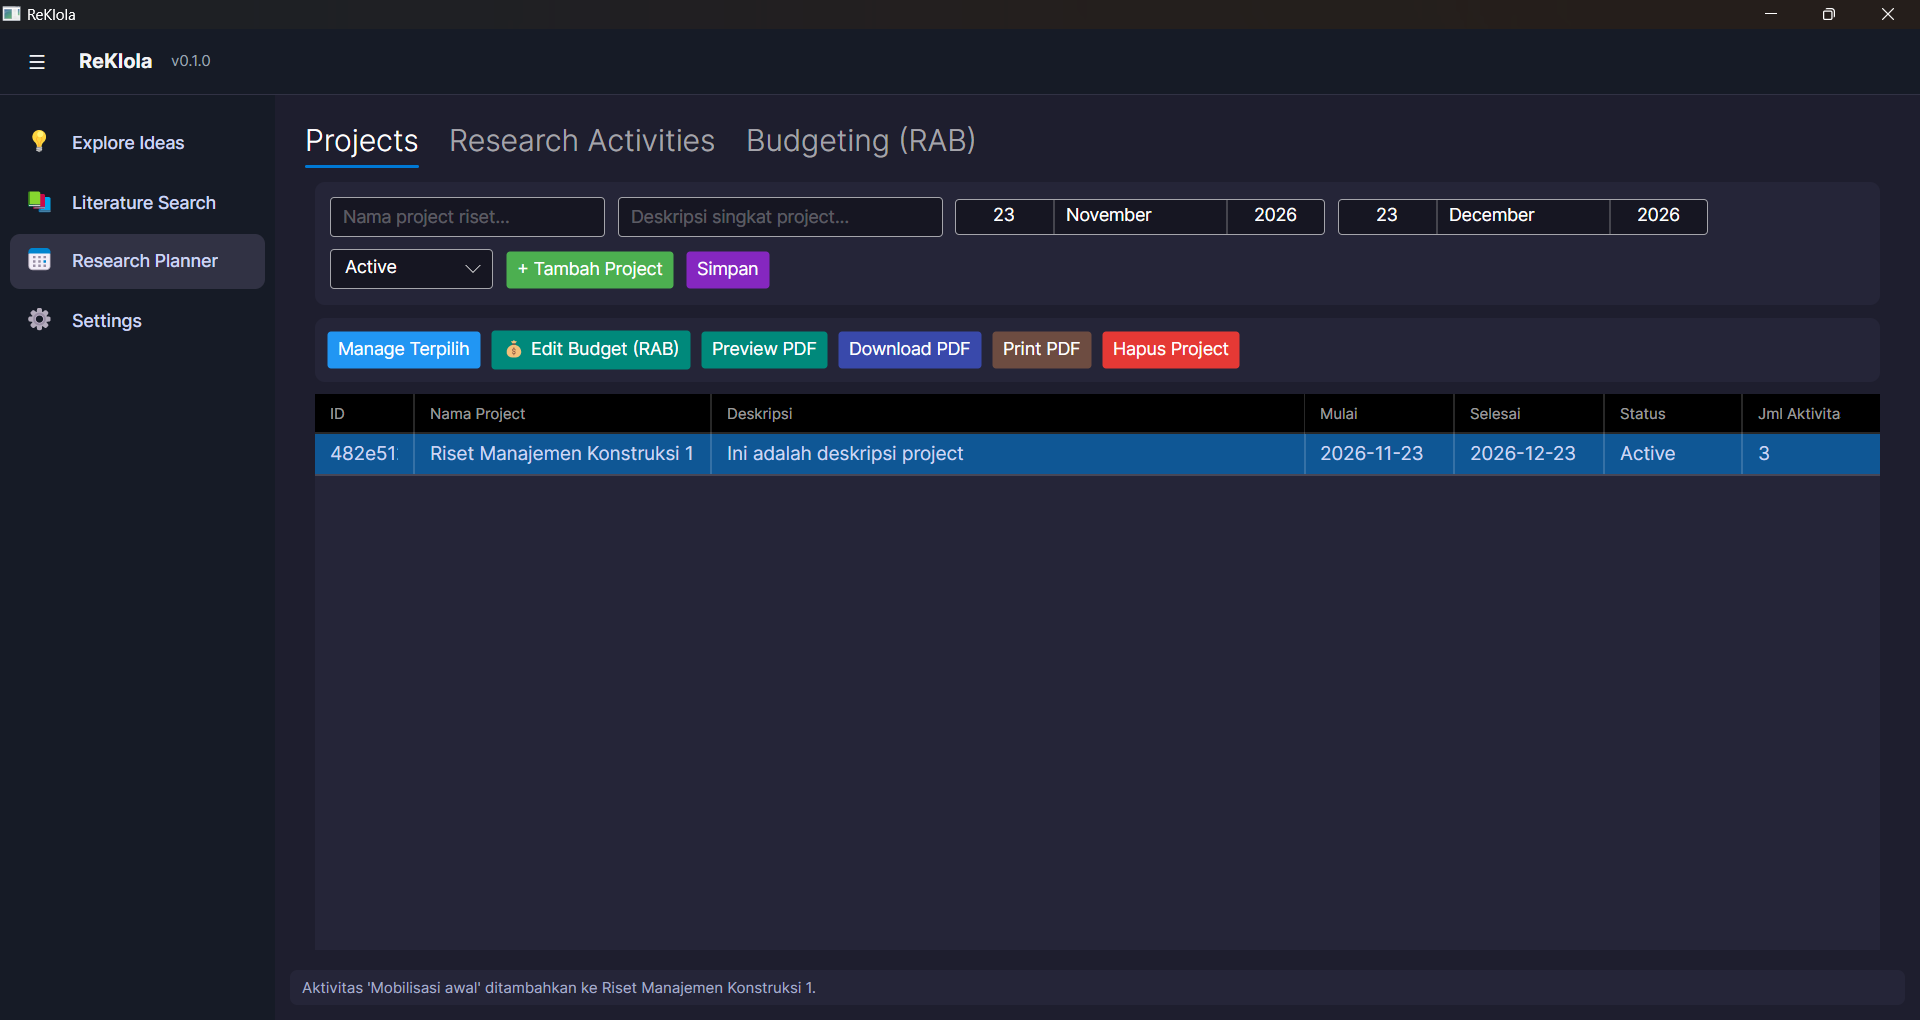 ReKlola
ReKlola v0.1.0
Explore Ideas
Literature Search
Research Planner
Settings
Projects Research Activities Budgeting (RAB)
Nama project riset... Deskripsi singkat project... 23 November 2026 23 December 2026
Active + Tambah Project Simpan
Manage Terpilih Edit Budget (RAB) Preview PDF Download PDF Print PDF Hapus Project
ID Nama Project Deskripsi Mulai Selesai Status Jml Aktivita
482e51 Riset Manajemen Konstruksi 1 Ini adalah deskripsi project 2026-11-23 2026-12-23 Active 3
Aktivitas 'Mobilisasi awal' ditambahkan ke Riset Manajemen Konstruksi 1.